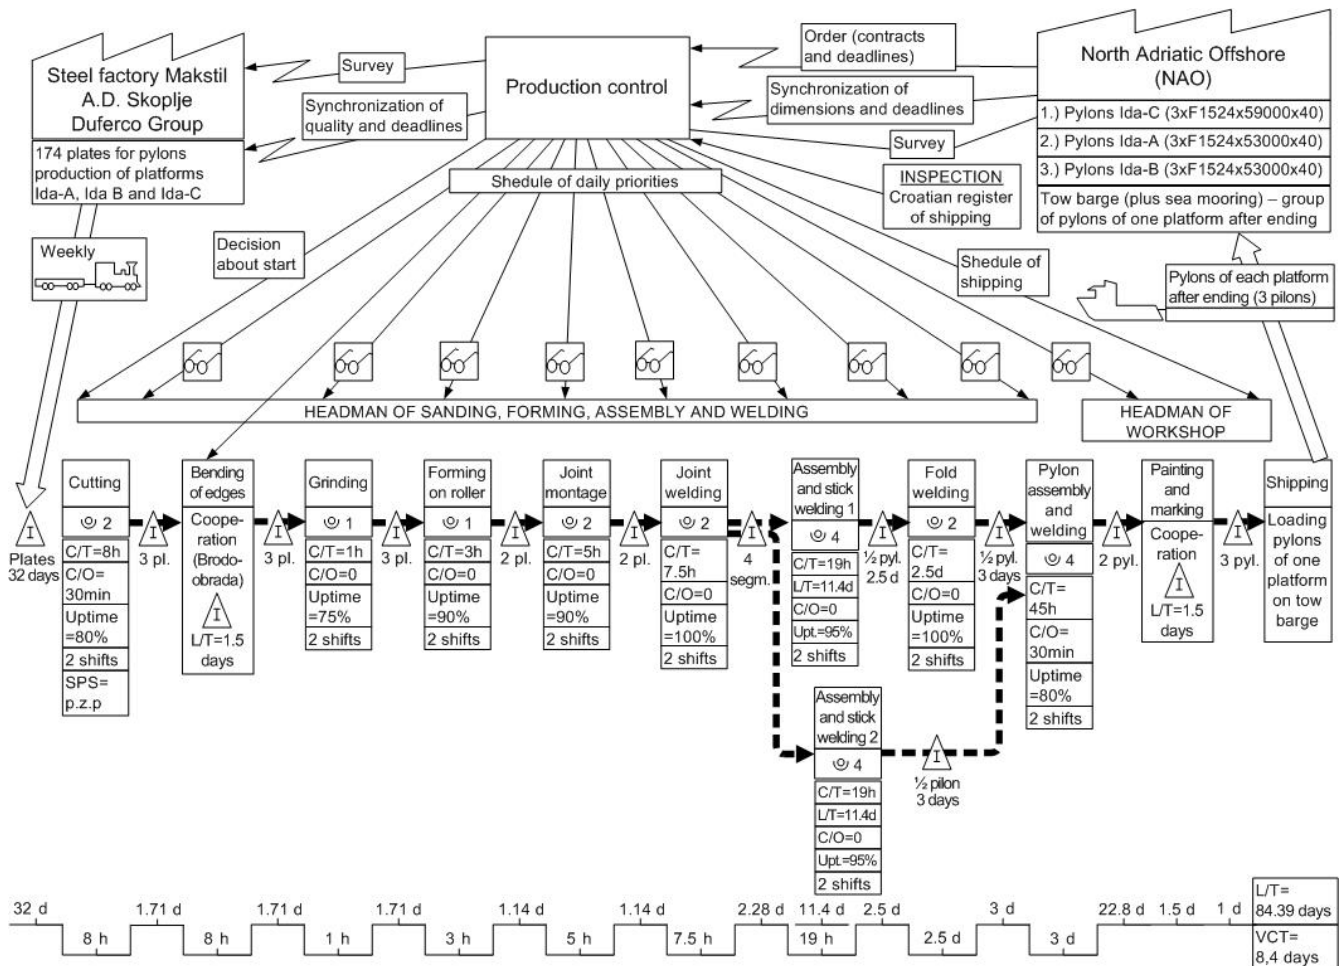 Steel factory Makstil
A.D. Skoplje
Duferco Group
174 plates for pylons
production of platforms
Ida-A, Ida B and Ida-C
Weekly
Survey
Synchronization of
quality and deadlines
Production control
Order (contracts
and deadlines)
Synchronization of
dimensions and deadlines
Survey
INSPECTION
Croatian register
of shipping
North Adriatic Offshore
(NAO)
1.) Pylons Ida-C (3xF1524x59000x40)
2.) Pylons Ida-A (3xF1524x53000x40)
3.) Pylons Ida-B (3xF1524x53000x40)
Tow barge (plus sea mooring) – group
of pylons of one platform after ending
Shedule of daily priorities
Decision
about start
Shedule of
shipping
Pylons of each platform
after ending (3 pilons)
HEADMAN OF SANDING, FORMING, ASSEMBLY AND WELDING
HEADMAN OF
WORKSHOP
I
Plates
32 days
Cutting
2
C/T=8h
C/O=
30min
Uptime
=80%
2 shifts
SPS=
p.z.p
I
3 pl.
Bending
of edges
Coope-
ration
(Brodo-
obrada)
I
L/T=1.5
days
I
3 pl.
Grinding
1
C/T=1h
C/O=0
Uptime
=75%
2 shifts
I
3 pl.
Forming
on roller
1
C/T=3h
C/O=0
Uptime
=90%
2 shifts
I
2 pl.
Joint
montage
2
C/T=5h
C/O=0
Uptime
=90%
2 shifts
I
2 pl.
Joint
welding
2
C/T=
7.5h
C/O=0
Uptime
=100%
2 shifts
I
4
segm.
Assembly
and stick
welding 1
4
C/T=19h
L/T=11.4d
C/O=0
Upt.=95%
2 shifts
I
½ pyl.
2.5 d
Fold
welding
2
C/T=
2.5d
C/O=0
Uptime
=100%
2 shifts
I
½ pyl.
3 days
Pylon
assembly
and
welding
4
C/T=
45h
C/O=
30min
Uptime
=80%
2 shifts
I
2 pyl.
Painting
and
marking
Coope-
ration
I
L/T=1.5
days
I
3 pyl.
Shipping
Loading
pylons
of one
platform
on tow
barge
Assembly
and stick
welding 2
4
C/T=19h
L/T=11.4d
C/O=0
Upt.=95%
2 shifts
I
½ pilon
3 days
32 d 1.71 d 1.71 d 1.71 d 1.14 d 1.14 d 2.28 d 11.4 d 2.5 d 3 d 22.8 d 1.5 d 1 d
8 h 8 h 1 h 3 h 5 h 7.5 h 19 h 2.5 d 3 d
L/T=
84.39 days
VCT=
8,4 days